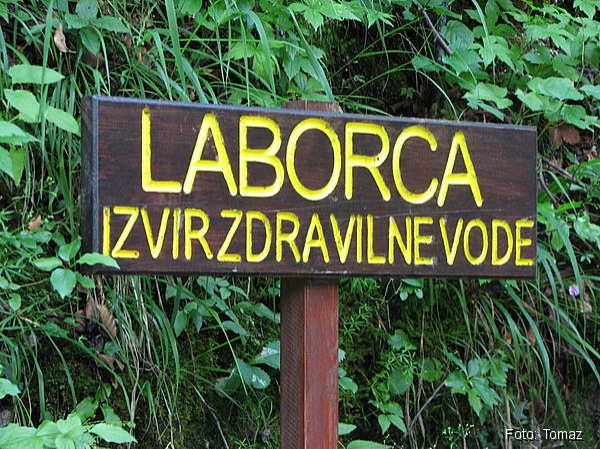 LABORCA
IZVIR ZDRAVILNE VODE
Foto: Tomaz